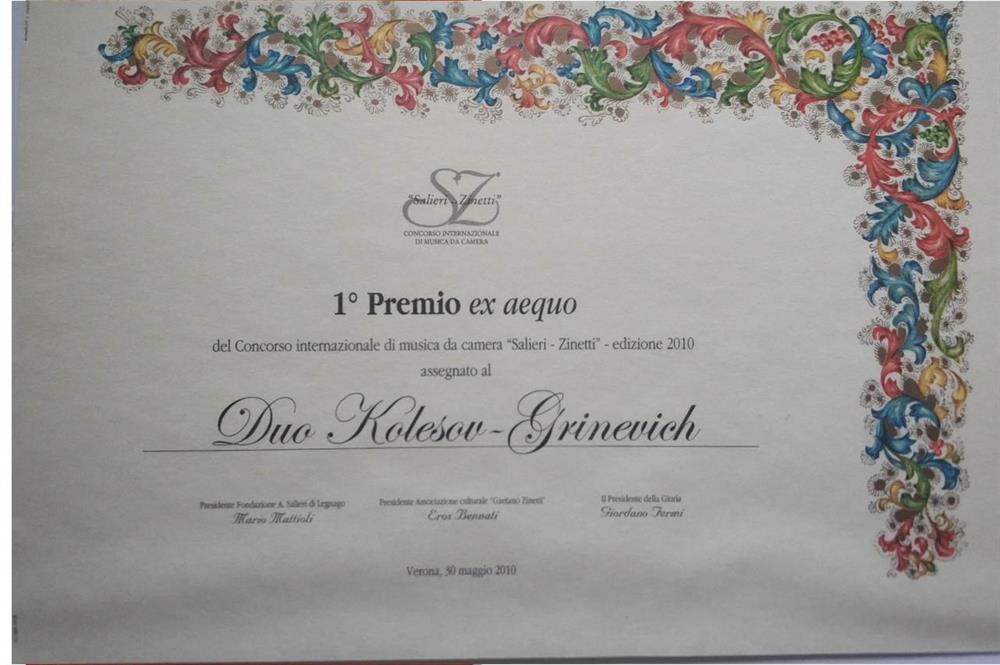 "Salieri - Zinetti"
CONCORSO INTERNAZIONALE
DI MUSICA DA CAMERA
1° Premio ex aequo
del Concorso internazionale di musica da camera "Salieri - Zinetti" - edizione 2010
assegnato al
Duo Kolesov-Grinevich
Presidente Fondazione A. Salieri di Legnago
Mario Mattioli
Presidente Associazione culturale "Gaetano Zinetti"
Eros Bennati
Il Presidente della Giuria
Giordano Fermi
Verona, 30 maggio 2010